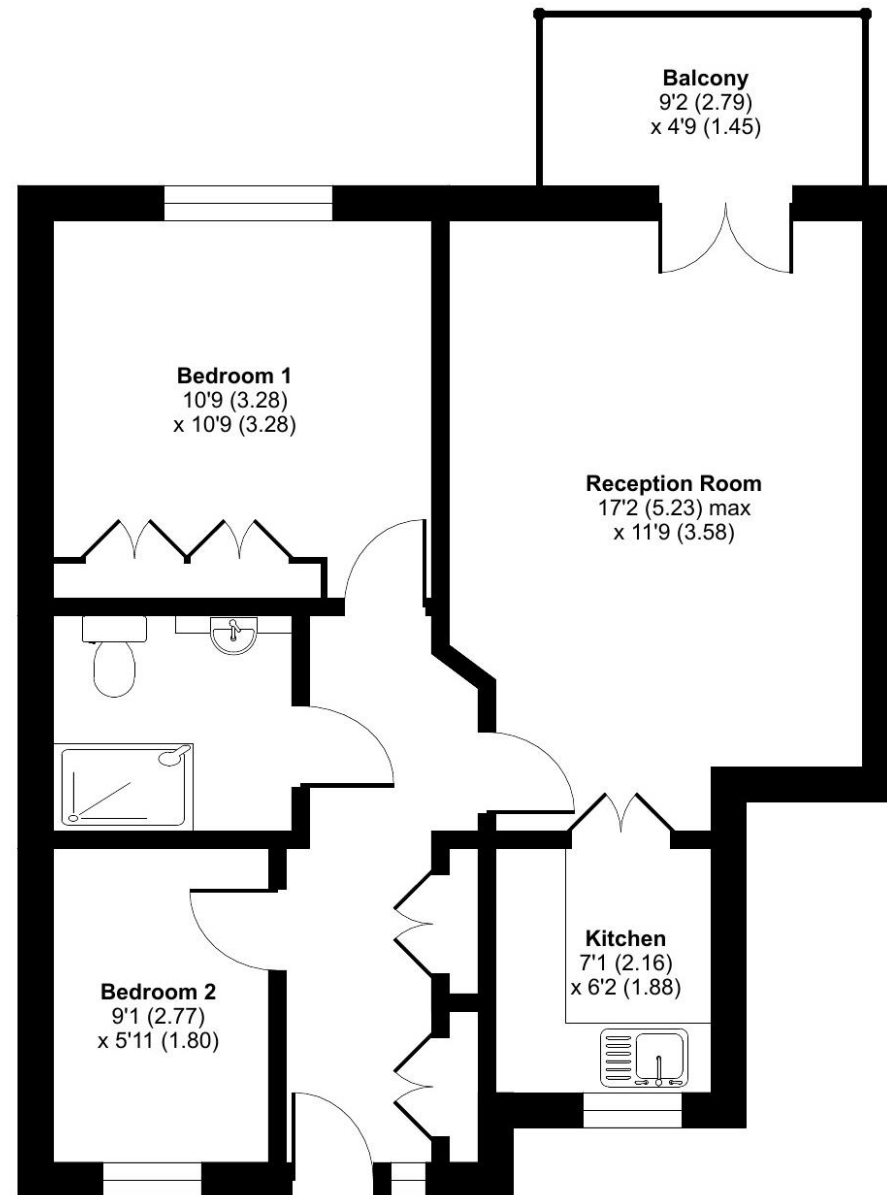 Balcony
9'2 (2.79)
x 4'9 (1.45)
Bedroom 1
10'9 (3.28)
x 10'9 (3.28)
Reception Room
17'2 (5.23) max
x 11'9 (3.58)
Kitchen
7'1 (2.16)
x 6'2 (1.88)
Bedroom 2
9'1 (2.77)
x 5'11 (1.80)